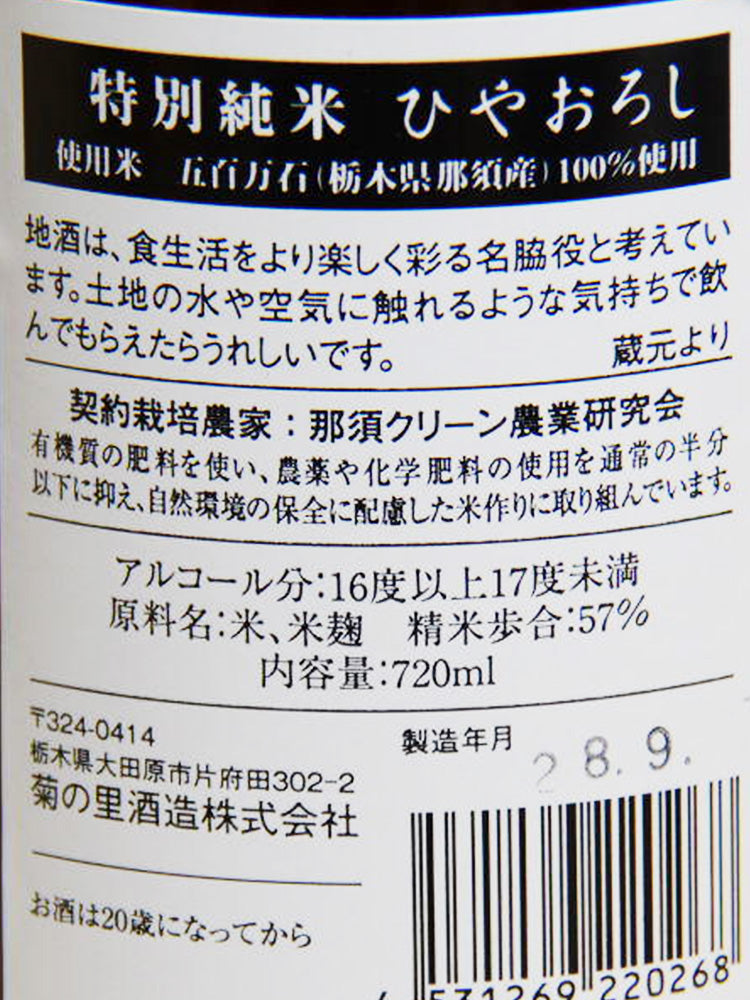 特別純米 ひやおろし
使用米 五百万石(栃木県那須産)100%使用
地酒は、食生活をより楽しく彩る名脇役と考えてい
ます。土地の水や空気に触れるような気持ちで飲
んでもらえたらうれしいです。 蔵元より
契約栽培農家：那須クリーン農業研究会
有機質の肥料を使い、農薬や化学肥料の使用を通常の半分
以下に抑え、自然環境の保全に配慮した米作りに取り組んでいます。
アルコール分:16度以上17度未満
原料名:米、米麹 精米歩合:57%
内容量:720ml
〒324-0414
栃木県大田原市片府田302-2
菊の里酒造株式会社
製造年月 28.9.
お酒は20歳になってから
4 531269 220268